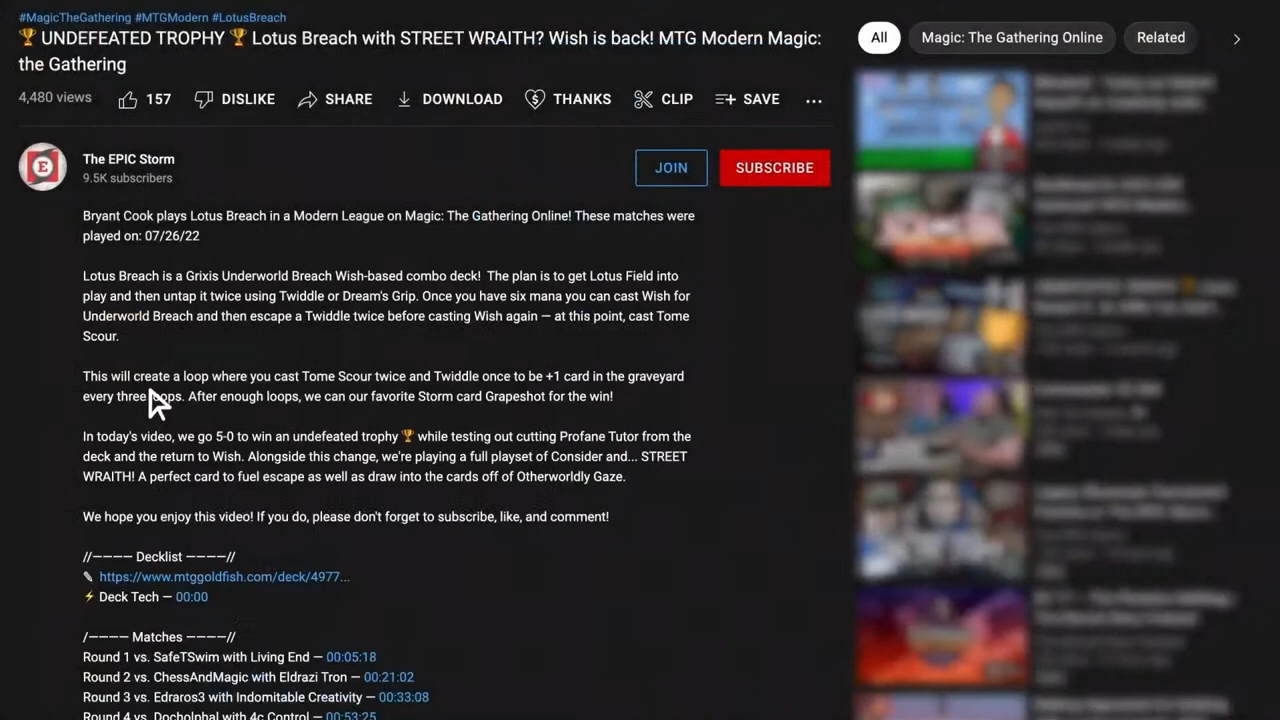 #MagicTheGathering #MTGModern #LotusBreach
🏆 UNDEFEATED TROPHY 🏆 Lotus Breach with STREET WRAITH? Wish is back! MTG Modern Magic:
the Gathering
4,480 views 157 DISLIKE SHARE DOWNLOAD THANKS CLIP SAVE ...
The EPIC Storm
9.5K subscribers
JOIN SUBSCRIBE
Bryant Cook plays Lotus Breach in a Modern League on Magic: The Gathering Online! These matches were
played on: 07/26/22
Lotus Breach is a Grixis Underworld Breach Wish-based combo deck!  The plan is to get Lotus Field into
play and then untap it twice using Twiddle or Dream's Grip. Once you have six mana you can cast Wish for
Underworld Breach and then escape a Twiddle twice before casting Wish again — at this point, cast Tome
Scour.
This will create a loop where you cast Tome Scour twice and Twiddle once to be +1 card in the graveyard
every three loops. After enough loops, we can our favorite Storm card Grapeshot for the win!
In today's video, we go 5-0 to win an undefeated trophy 🏆 while testing out cutting Profane Tutor from the
deck and the return to Wish. Alongside this change, we're playing a full playset of Consider and... STREET
WRAITH! A perfect card to fuel escape as well as draw into the cards off of Otherworldly Gaze.
We hope you enjoy this video! If you do, please don't forget to subscribe, like, and comment!
//–––– Decklist ––––//
✎ https://www.mtggoldfish.com/deck/4977...
⚡ Deck Tech — 00:00
/–––– Matches ––––//
Round 1 vs. SafeTSwim with Living End — 00:05:18
Round 2 vs. ChessAndMagic with Eldrazi Tron — 00:21:02
Round 3 vs. Edraros3 with Indomitable Creativity — 00:33:08
Round 4 vs. Docholphal with 4c Control — 00:53:25
All Magic: The Gathering Online Related